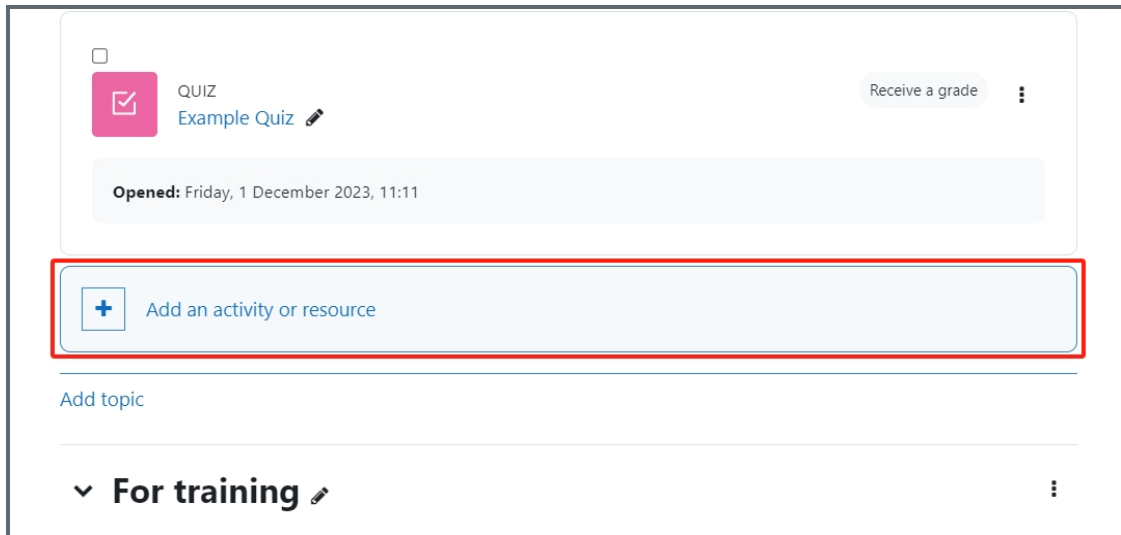 QUIZ
Receive a grade
Example Quiz
Opened: Friday, 1 December 2023, 11:11
Add an activity or resource
Add topic
For training